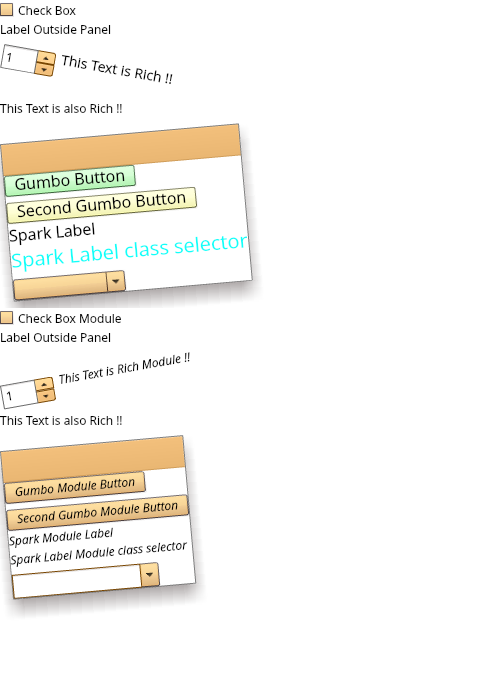 Check Box
Label Outside Panel
1
This Text is Rich !!
This Text is also Rich !!
Gumbo Button
Second Gumbo Button
Spark Label
Spark Label class selector
Check Box Module
Label Outside Panel
This Text is Rich Module !!
1
This Text is also Rich !!
Gumbo Module Button
Second Gumbo Module Button
Spark Module Label
Spark Label Module class selector